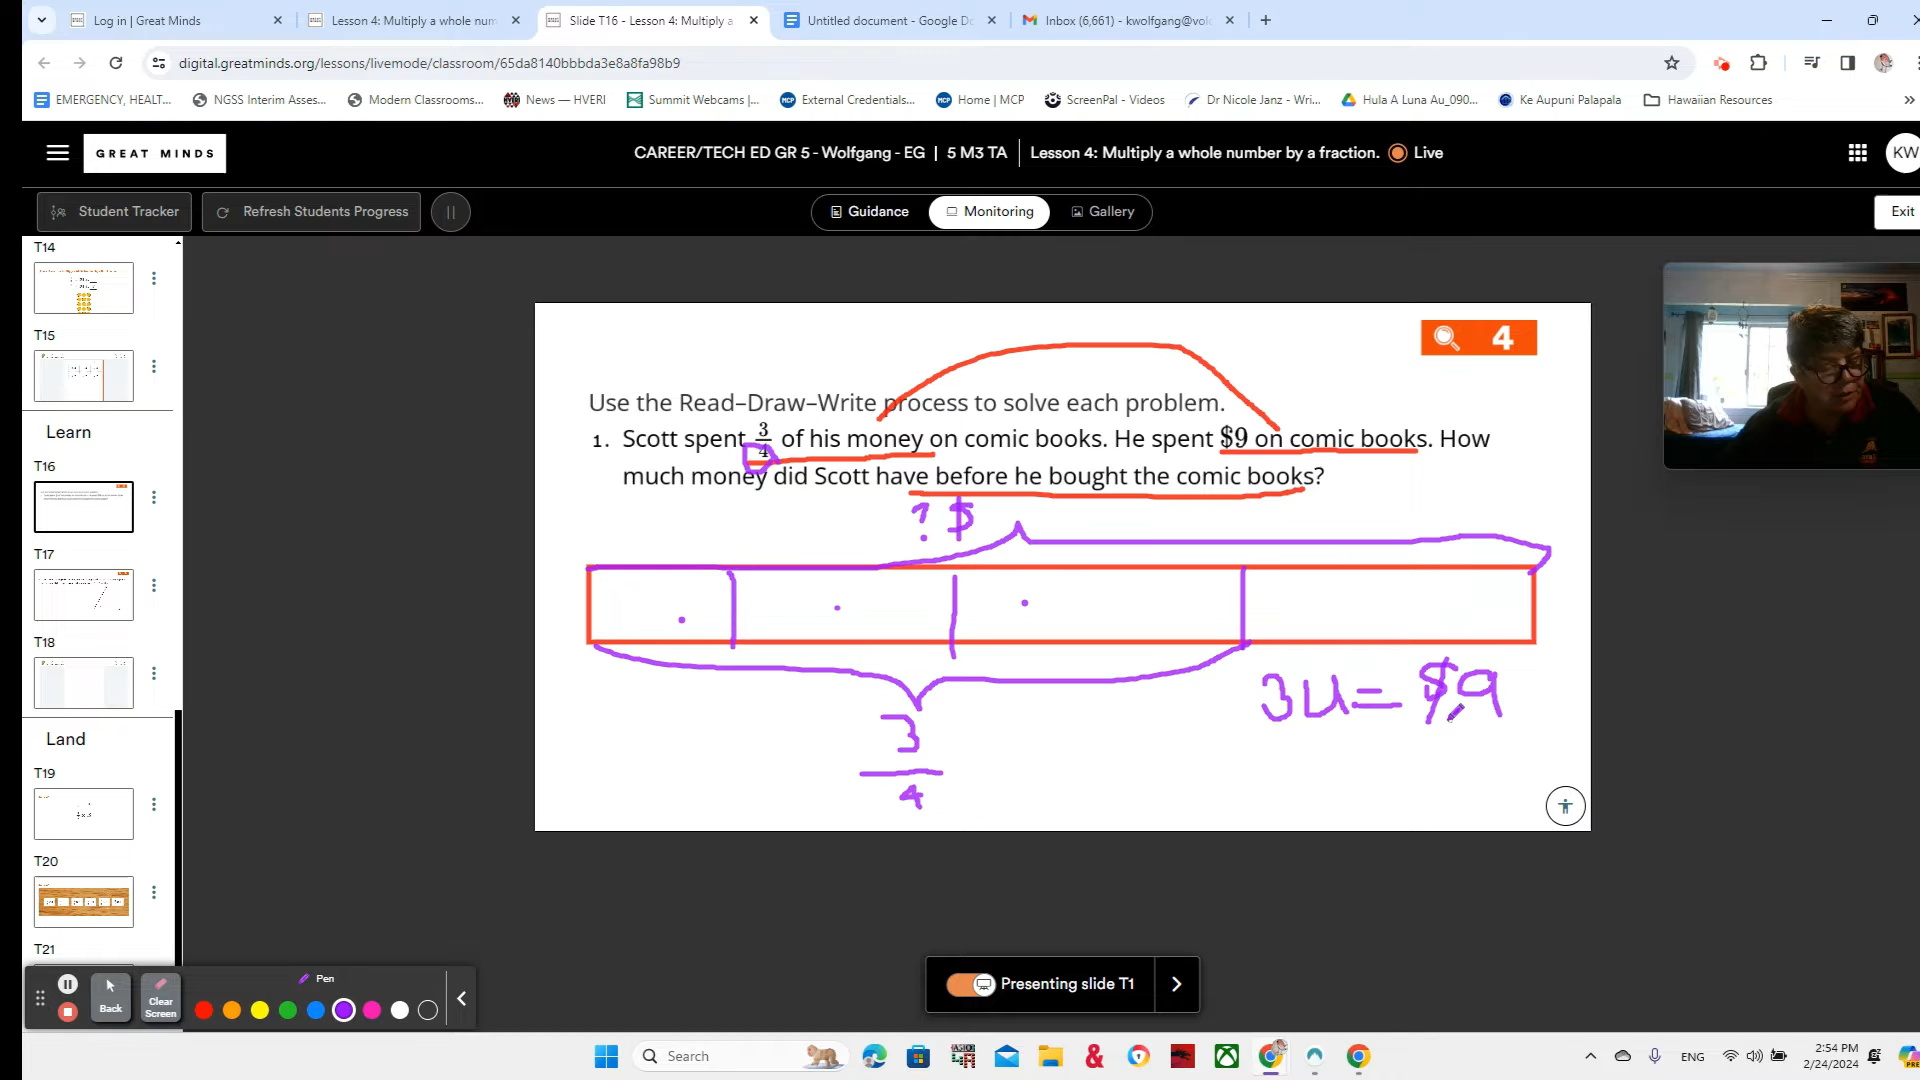 Log in | Great Minds
Lesson 4: Multiply a whole num
Slide T16 - Lesson 4: Multiply a
Untitled document - Google Do
Inbox (6,661) - kwolfgang@vol
digital.greatminds.org/lessons/livemode/classroom/65da8140bbbda3e8a8fa98b9
EMERGENCY, HEALT...
NGSS Interim Asses...
Modern Classrooms...
News — HVERI
Summit Webcams |...
External Credentials...
Home | MCP
ScreenPal - Videos
Dr Nicole Janz - Wri...
Hula A Luna Au_090...
Ke Aupuni Palapala
Hawaiian Resources
GREAT MINDS
CAREER/TECH ED GR 5 - Wolfgang - EG | 5 M3 TA
Lesson 4: Multiply a whole number by a fraction.
Live
KW
Student Tracker
Refresh Students Progress
Guidance
Monitoring
Gallery
Exit
T14
T15
Learn
T16
T17
T18
Land
T19
T20
T21
4
Use the Read–Draw–Write process to solve each problem.
1. Scott spent 3/4 of his money on comic books. He spent $9 on comic books. How
much money did Scott have before he bought the comic books?
? $
3u = $9
3
4
Presenting slide T1
Pen
Back
Clear
Screen
Search
ENG
2:54 PM
2/24/2024